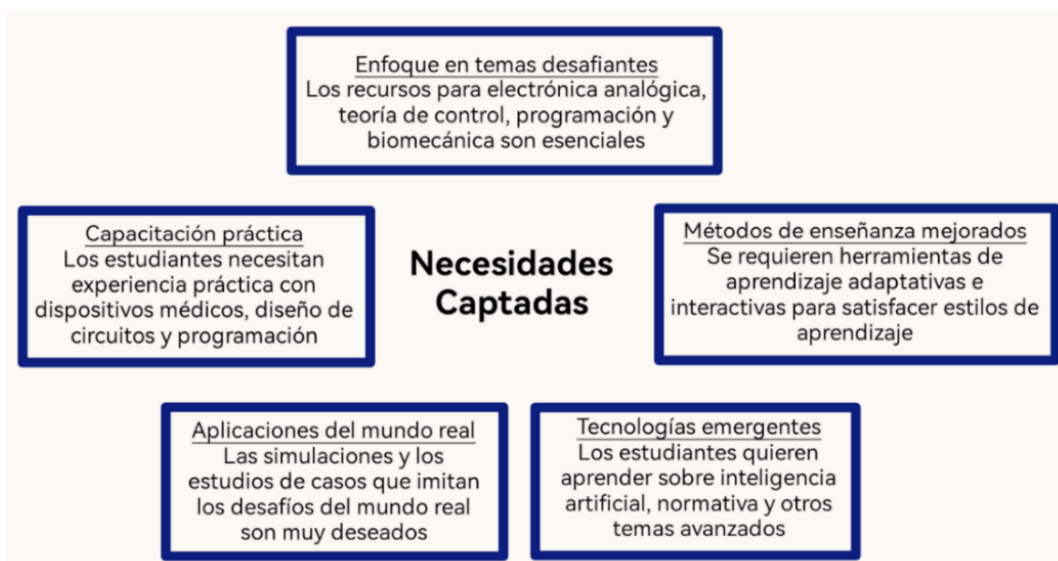 Enfoque en temas desafiantes
Los recursos para electrónica analógica,
teoría de control, programación y
biomecánica son esenciales
Capacitación práctica
Los estudiantes necesitan
experiencia práctica con
dispositivos médicos, diseño de
circuitos y programación
Necesidades
Captadas
Métodos de enseñanza mejorados
Se requieren herramientas de
aprendizaje adaptativas e
interactivas para satisfacer estilos de
aprendizaje
Aplicaciones del mundo real
Las simulaciones y los
estudios de casos que imitan
los desafíos del mundo real
son muy deseados
Tecnologías emergentes
Los estudiantes quieren
aprender sobre inteligencia
artificial, normativa y otros
temas avanzados